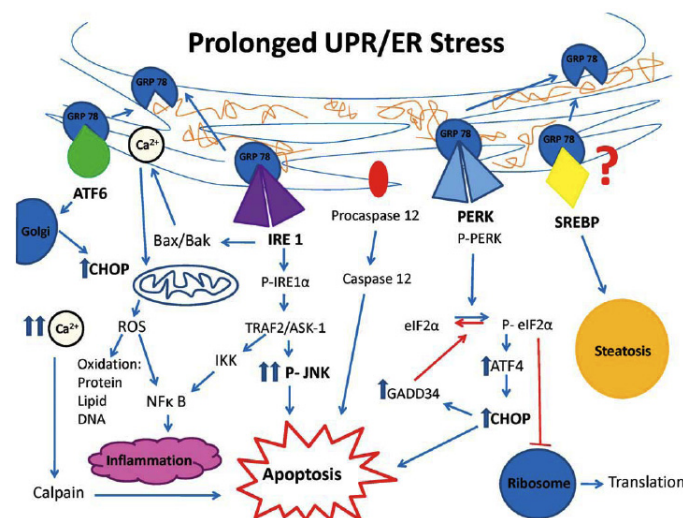 Prolonged UPR/ER Stress
GRP 78
GRP 78
GRP 78
GRP 78
GRP 78
GRP 78
Ca2+
ATF6
Golgi
CHOP
Bax/Bak
IRE 1
P-IRE1α
TRAF2/ASK-1
IKK
P- JNK
Procaspase 12
Caspase 12
PERK
P-PERK
eIF2α
P- eIF2α
ATF4
GADD34
CHOP
SREBP
?
Steatosis
Ca2+
ROS
Oxidation:
Protein
Lipid
DNA
NFκ B
Inflammation
Calpain
Apoptosis
Ribosome
Translation